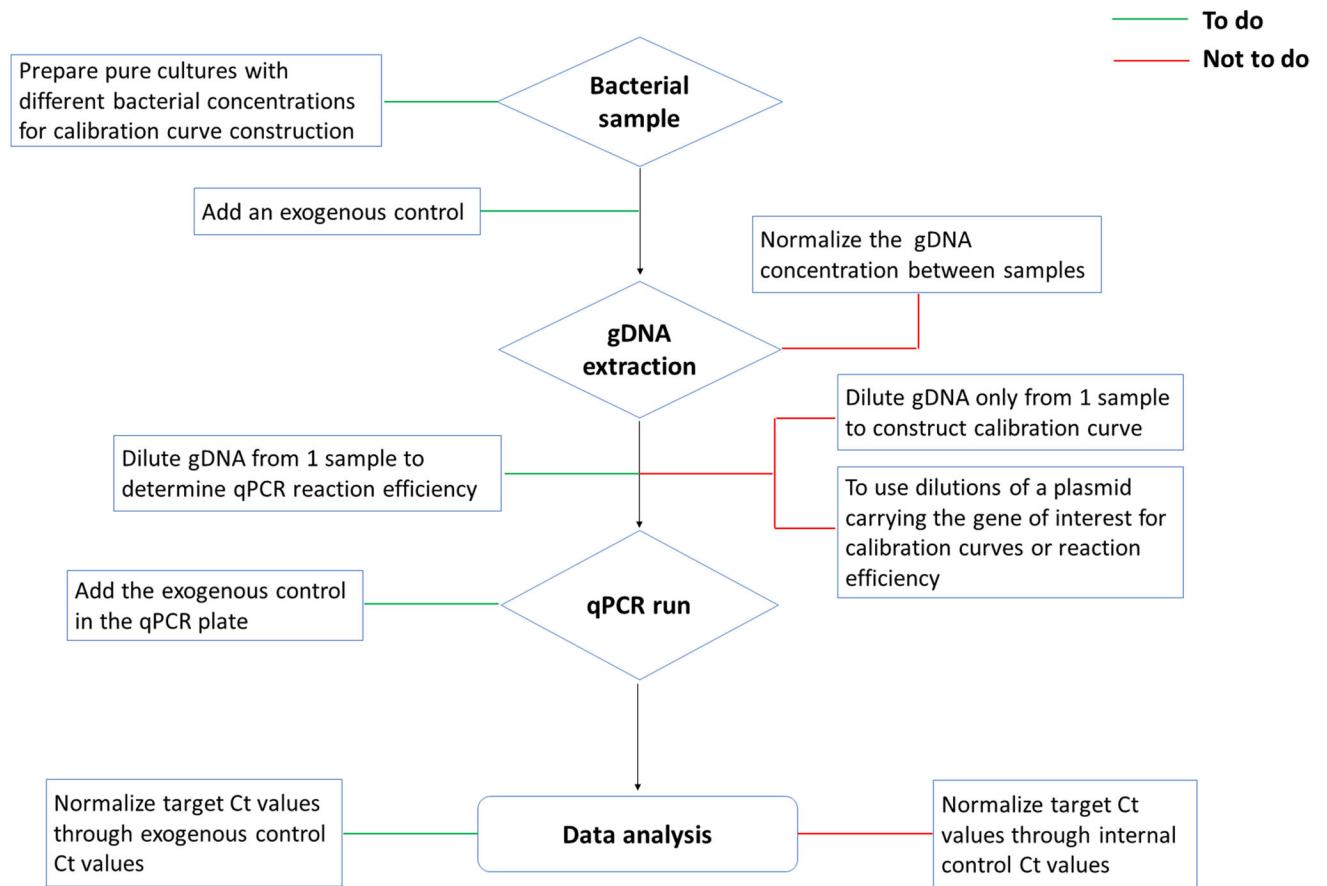 To do
Not to do
Prepare pure cultures with
different bacterial concentrations
for calibration curve construction
Bacterial
sample
Add an exogenous control
Normalize the gDNA
concentration between samples
gDNA
extraction
Dilute gDNA only from 1 sample
to construct calibration curve
Dilute gDNA from 1 sample to
determine qPCR reaction efficiency
To use dilutions of a plasmid
carrying the gene of interest for
calibration curves or reaction
efficiency
Add the exogenous control
in the qPCR plate
qPCR run
Normalize target Ct values
through exogenous control
Ct values
Data analysis
Normalize target Ct
values through internal
control Ct values